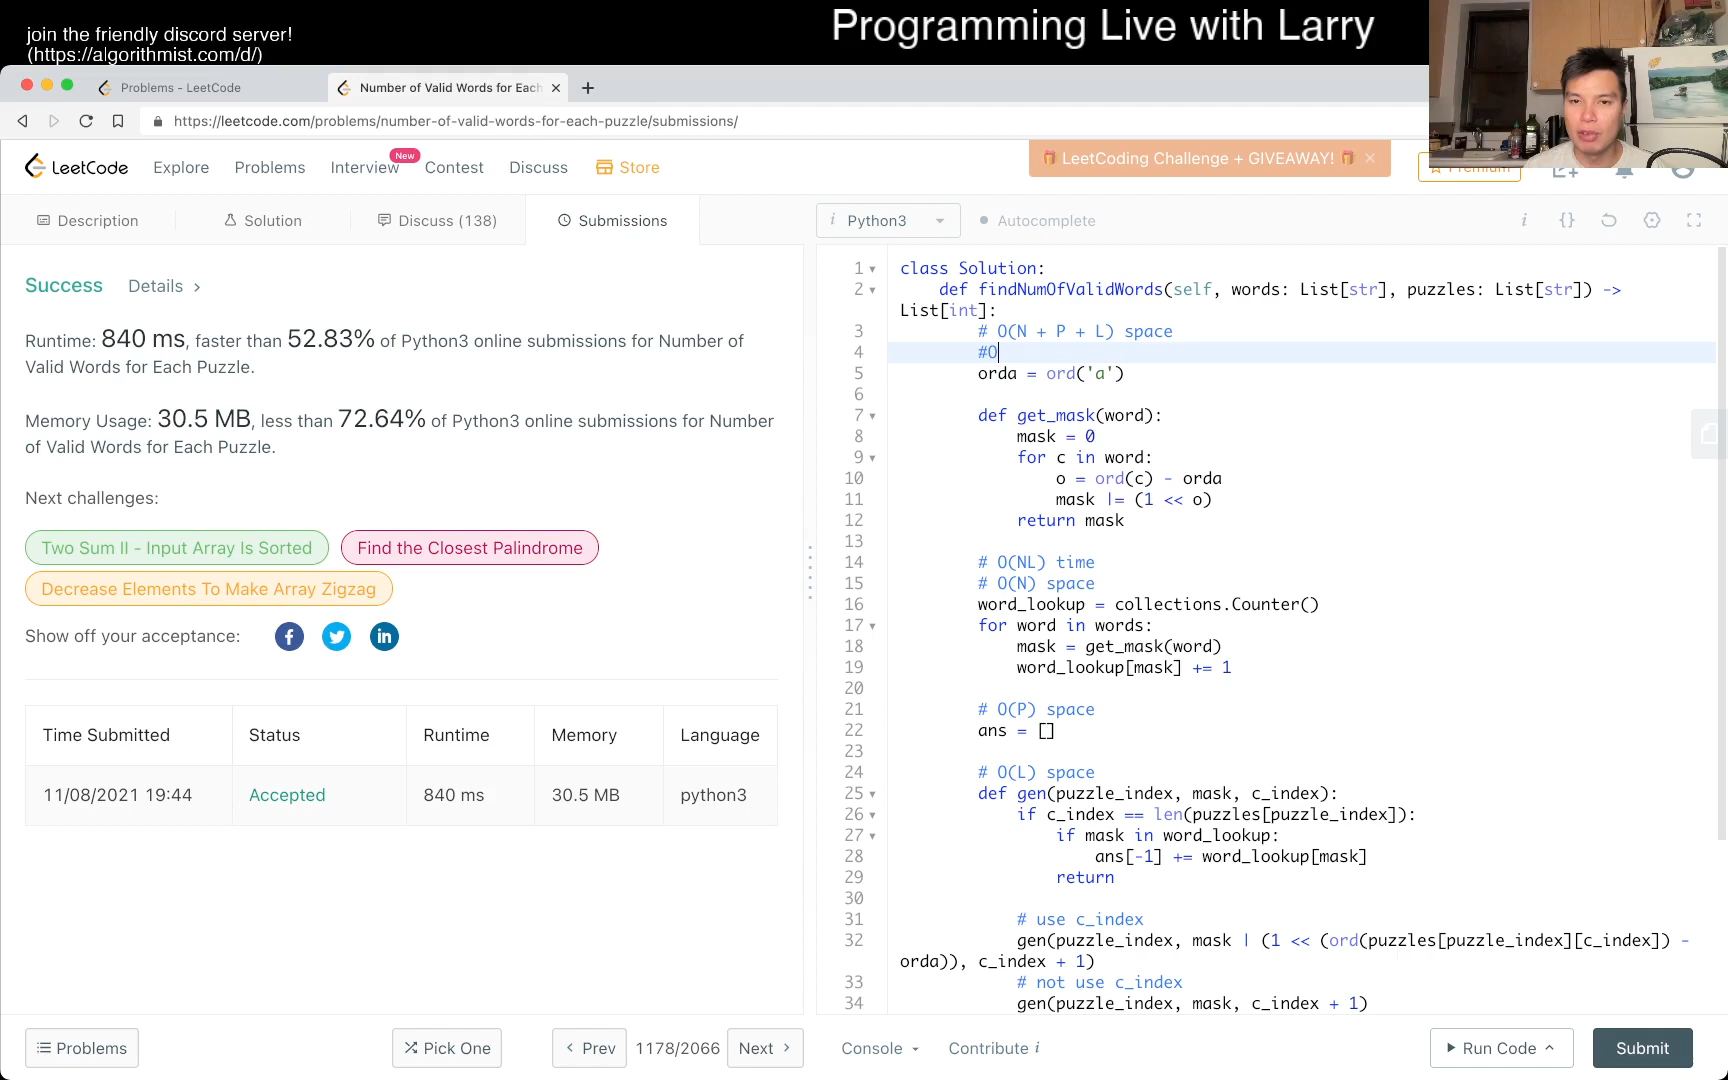 join the friendly discord server!
(https://algorithmist.com/d/)
Programming Live with Larry
Problems - LeetCode
Number of Valid Words for Each
https://leetcode.com/problems/number-of-valid-words-for-each-puzzle/submissions/
LeetCode
Explore
Problems
Interview
New
Contest
Discuss
Store
LeetCoding Challenge + GIVEAWAY!
Premium
Description
Solution
Discuss (138)
Submissions
i Python3
Autocomplete
Success
Details
Runtime: 840 ms, faster than 52.83% of Python3 online submissions for Number of
Valid Words for Each Puzzle.
Memory Usage: 30.5 MB, less than 72.64% of Python3 online submissions for Number
of Valid Words for Each Puzzle.
Next challenges:
Two Sum II - Input Array Is Sorted
Find the Closest Palindrome
Decrease Elements To Make Array Zigzag
Show off your acceptance:
Time Submitted Status Runtime Memory Language
11/08/2021 19:44 Accepted 840 ms 30.5 MB python3
1 class Solution:
2     def findNumOfValidWords(self, words: List[str], puzzles: List[str]) ->
List[int]:
3         # O(N + P + L) space
4         #O
5         orda = ord('a')
6
7         def get_mask(word):
8             mask = 0
9             for c in word:
10                 o = ord(c) - orda
11                 mask |= (1 << o)
12             return mask
13
14         # O(NL) time
15         # O(N) space
16         word_lookup = collections.Counter()
17         for word in words:
18             mask = get_mask(word)
19             word_lookup[mask] += 1
20
21         # O(P) space
22         ans = []
23
24         # O(L) space
25         def gen(puzzle_index, mask, c_index):
26             if c_index == len(puzzles[puzzle_index]):
27                 if mask in word_lookup:
28                     ans[-1] += word_lookup[mask]
29                 return
30
31             # use c_index
32             gen(puzzle_index, mask | (1 << (ord(puzzles[puzzle_index][c_index]) -
orda)), c_index + 1)
33             # not use c_index
34             gen(puzzle_index, mask, c_index + 1)
Problems
Pick One
Prev
1178/2066
Next
Console
Contribute i
Run Code
Submit